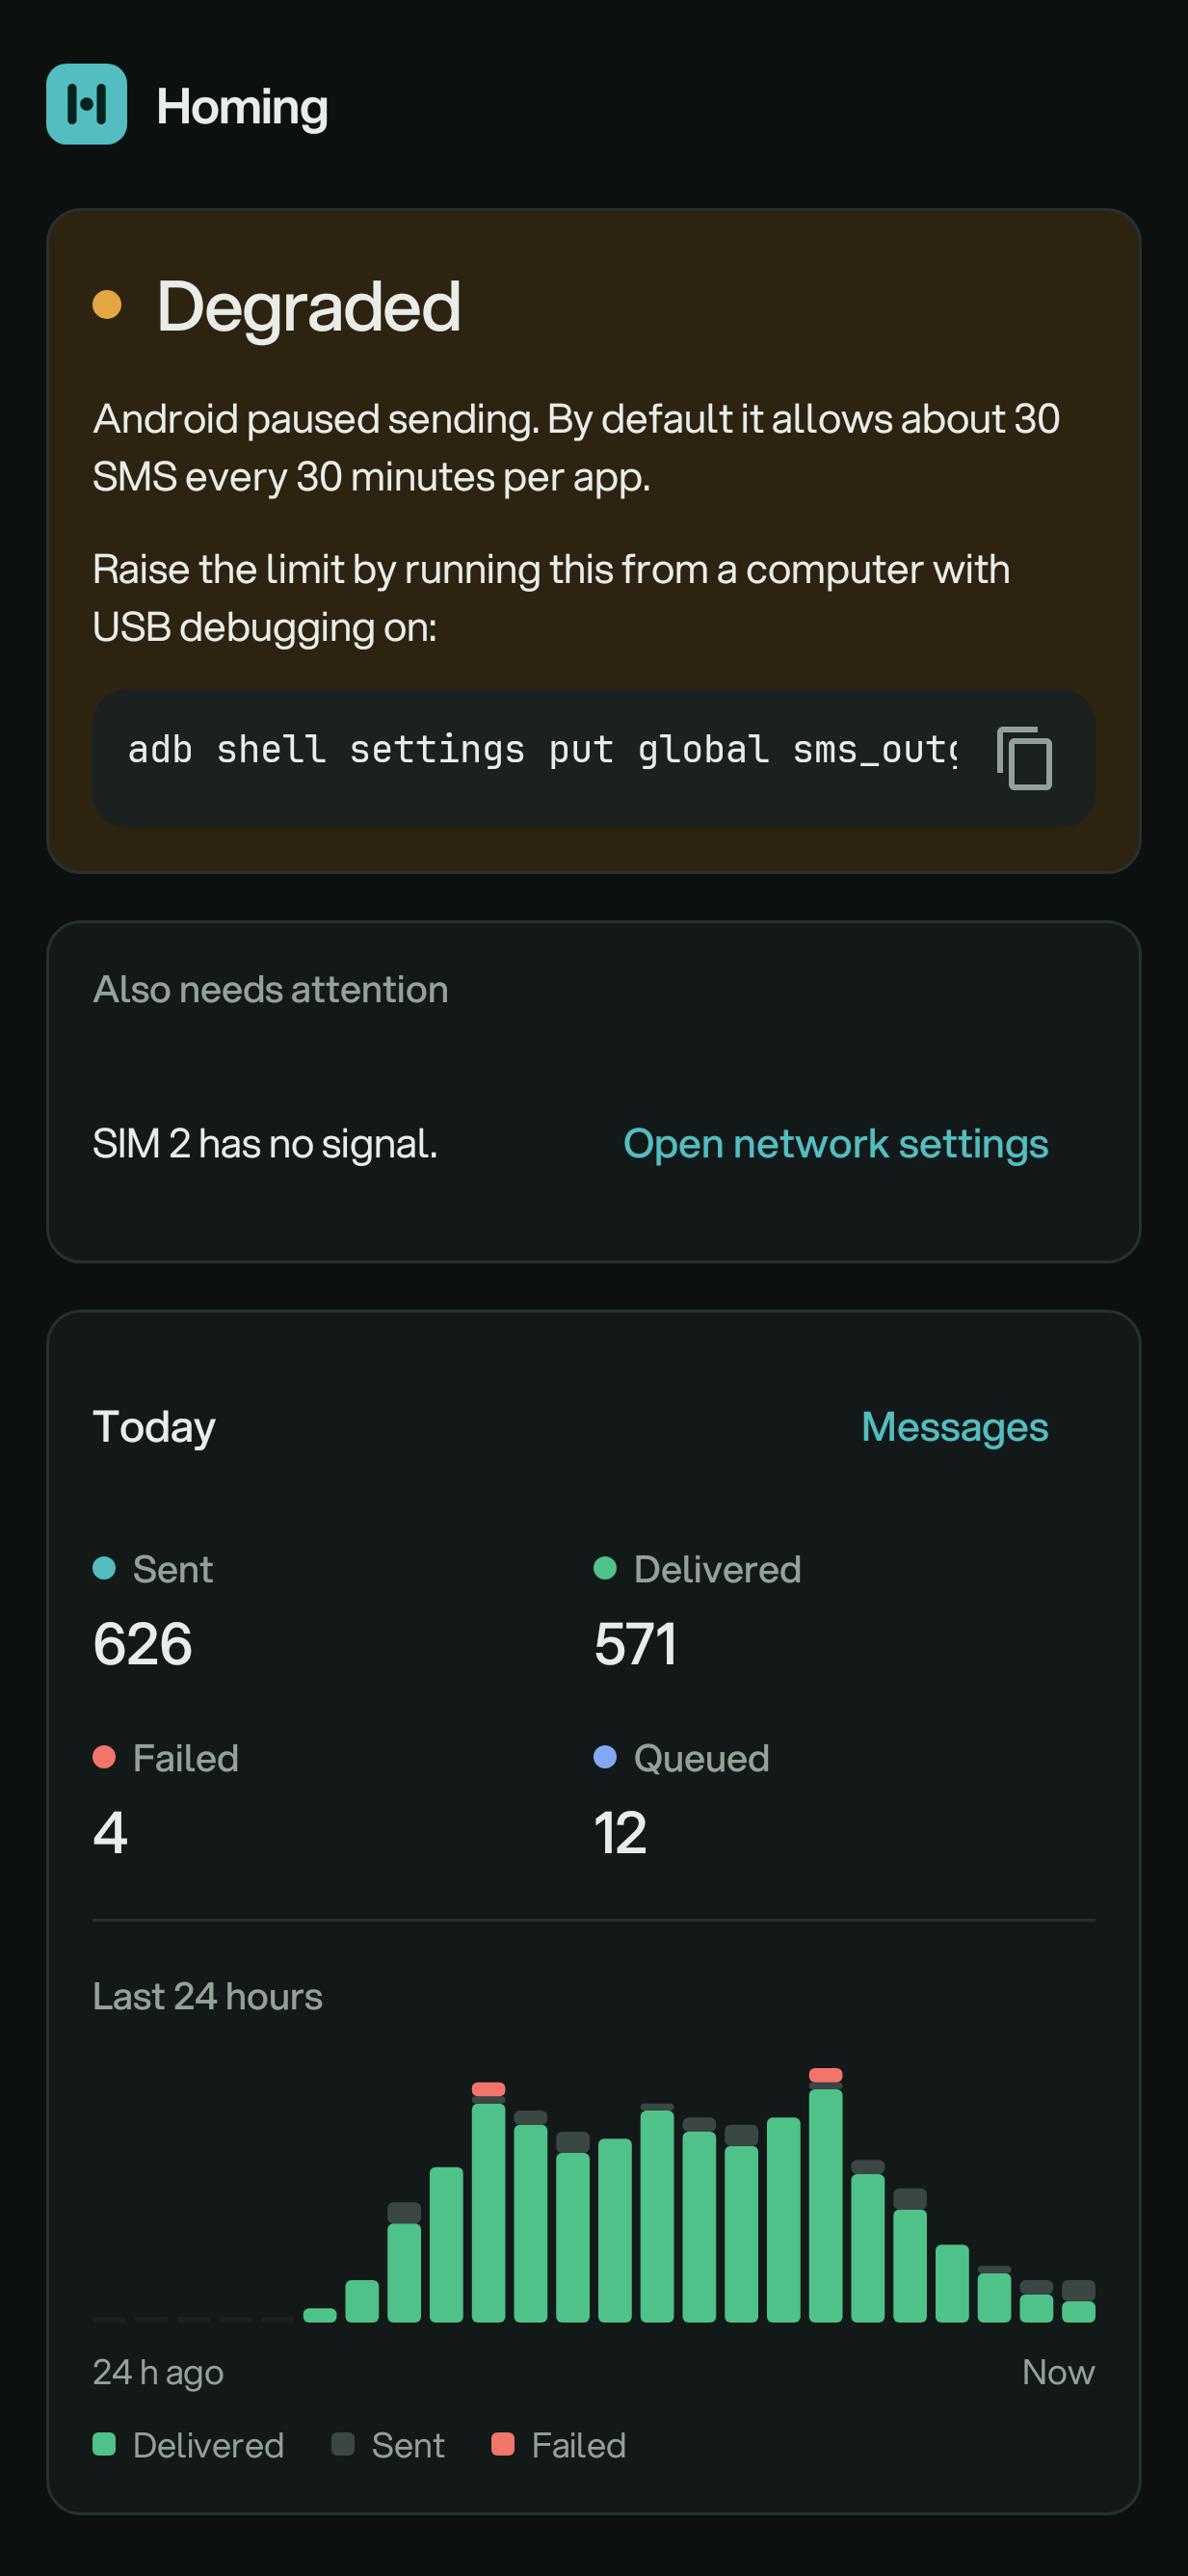 Homing
Degraded
Android paused sending. By default it allows about 30
SMS every 30 minutes per app.
Raise the limit by running this from a computer with
USB debugging on:
adb shell settings put global sms_outg
Also needs attention
SIM 2 has no signal.
Open network settings
Today
Messages
Sent
Delivered
626
571
Failed
Queued
4
12
Last 24 hours
24 h ago
Now
Delivered
Sent
Failed